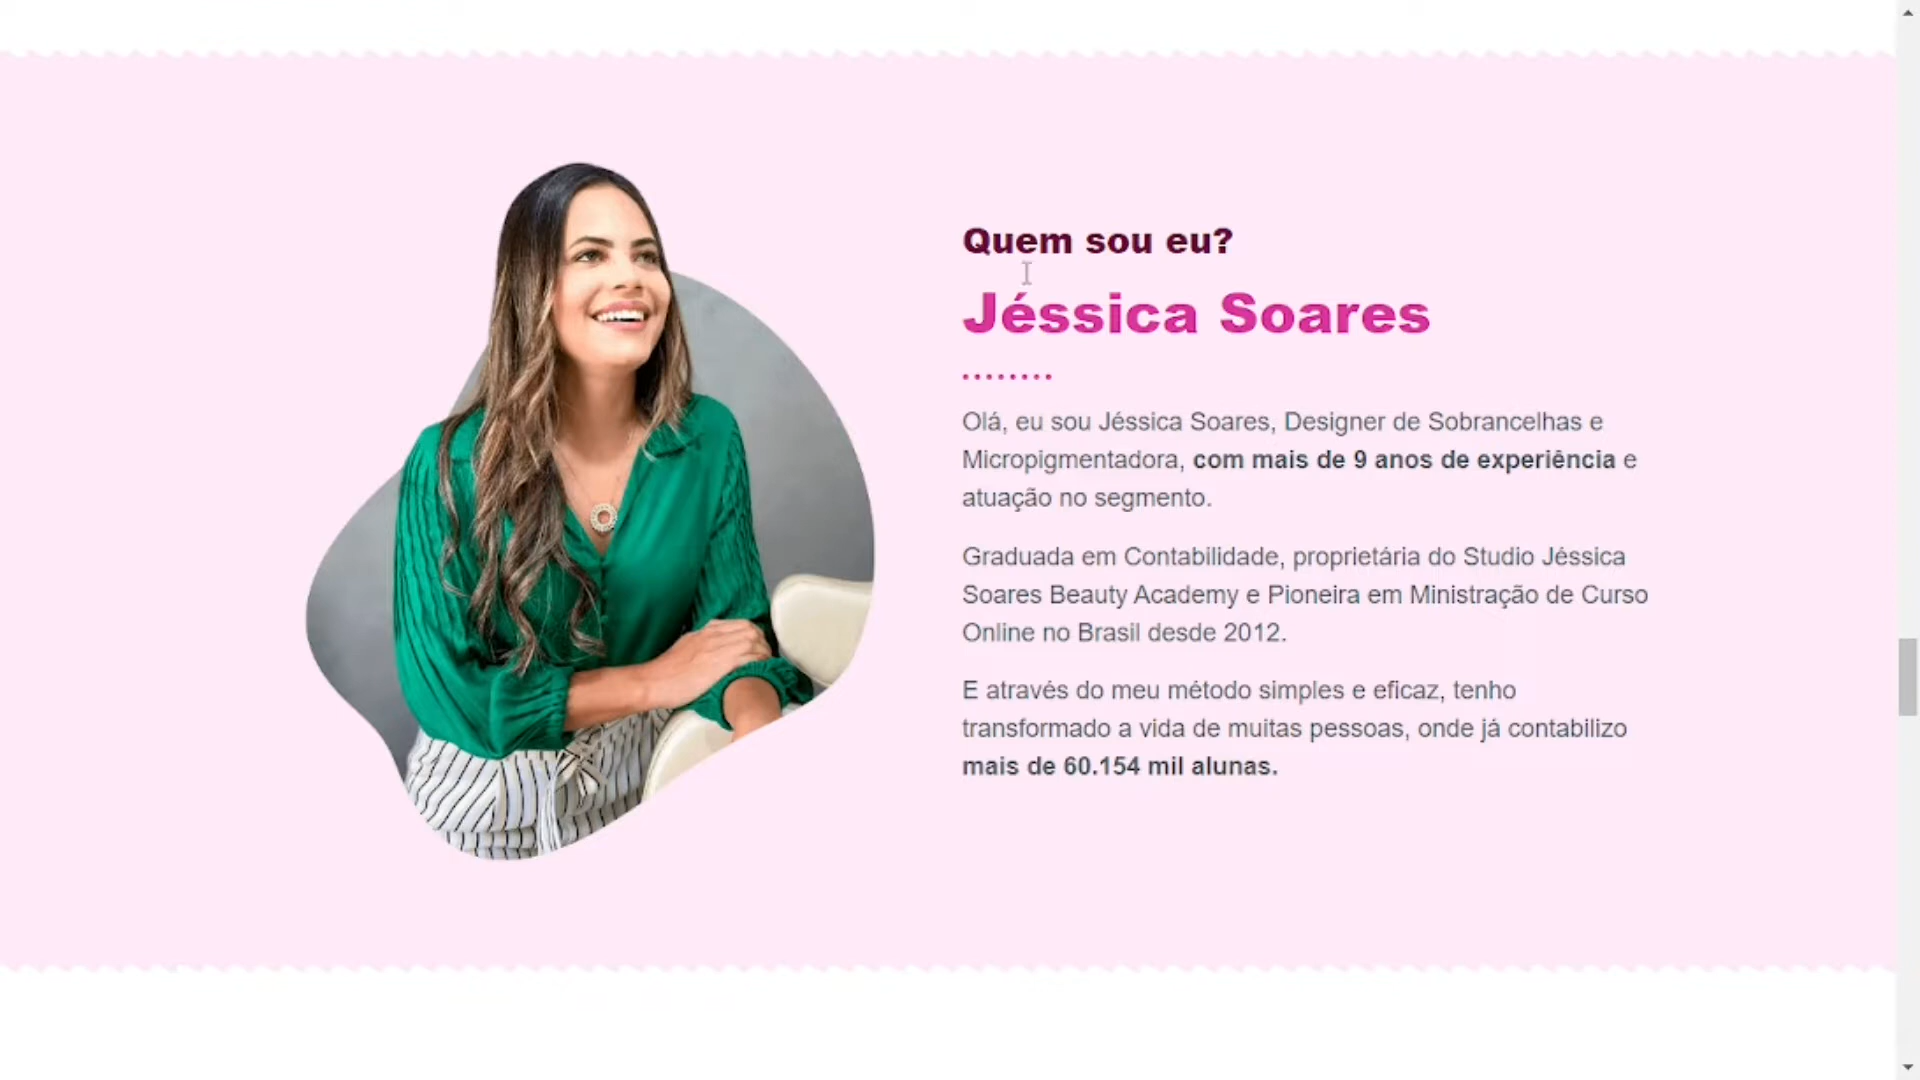 Quem sou eu?
Jéssica Soares
Olá, eu sou Jéssica Soares, Designer de Sobrancelhas e
Micropigmentadora, com mais de 9 anos de experiência e
atuação no segmento.
Graduada em Contabilidade, proprietária do Studio Jéssica
Soares Beauty Academy e Pioneira em Ministração de Curso
Online no Brasil desde 2012.
E através do meu método simples e eficaz, tenho
transformado a vida de muitas pessoas, onde já contabilizo
mais de 60.154 mil alunas.